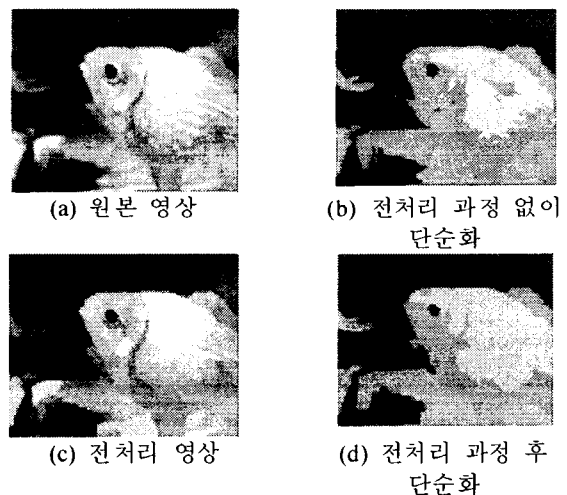 (a) 원본 영상
(b) 전처리 과정 없이
단순화
(c) 전처리 영상
(d) 전처리 과정 후
단순화